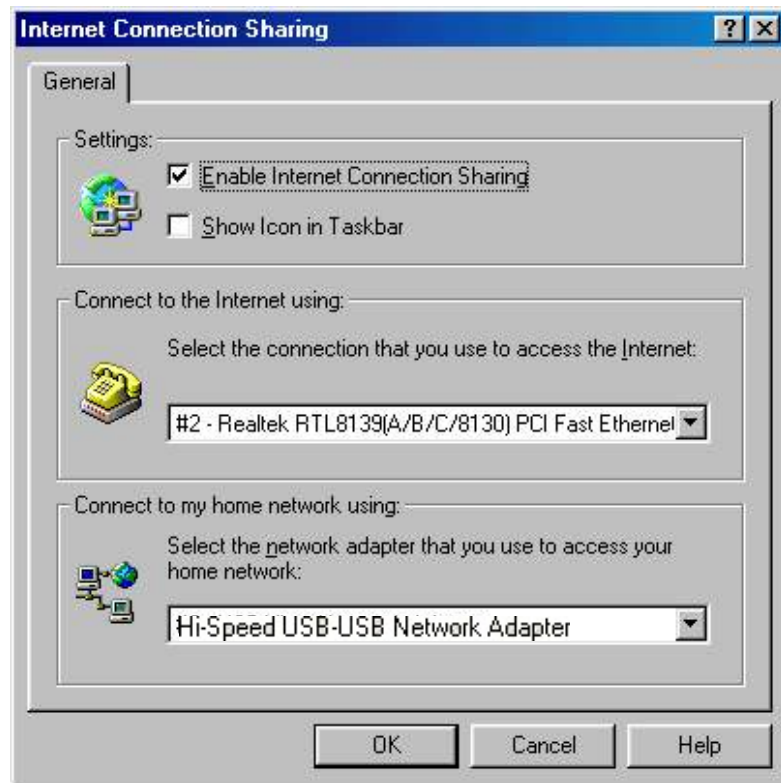 Internet Connection Sharing
General
Settings:
Enable Internet Connection Sharing
Show Icon in Taskbar
Connect to the Internet using:
Select the connection that you use to access the Internet:
#2 - Realtek RTL8139(A/B/C/8130) PCI Fast Ethernet
Connect to my home network using:
Select the network adapter that you use to access your
home network:
Hi-Speed USB-USB Network Adapter
OK Cancel Help